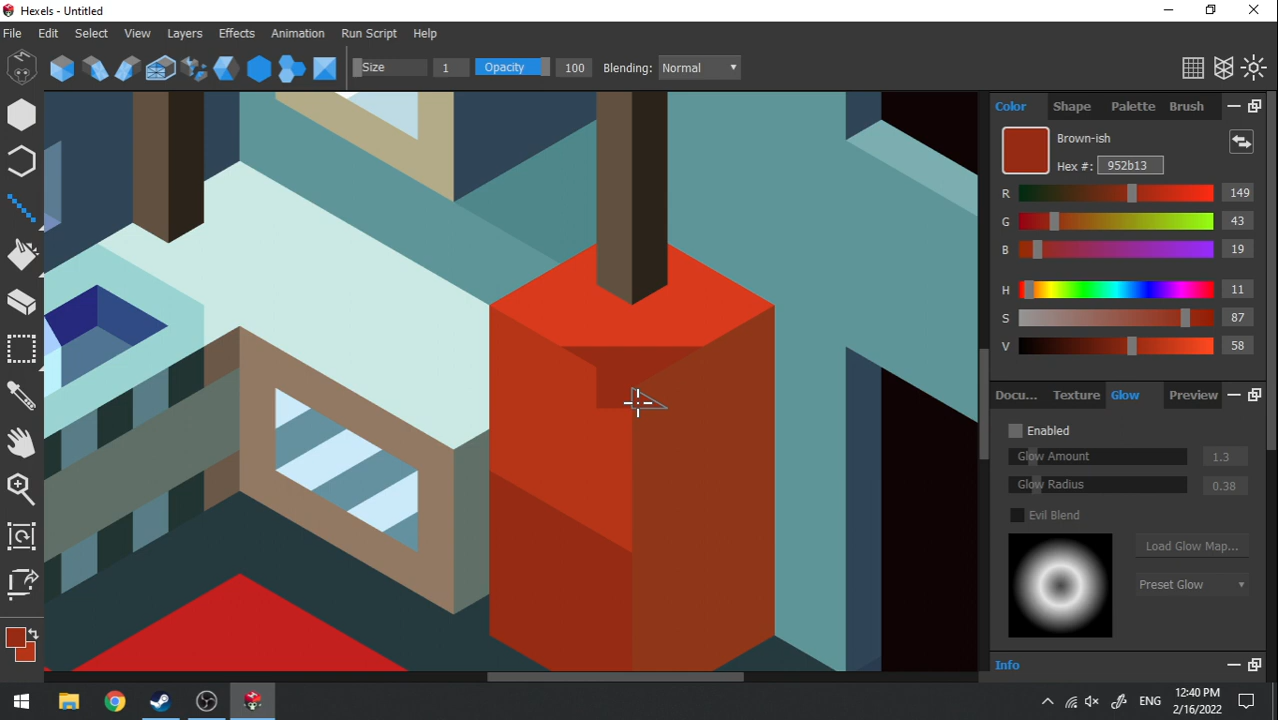 Hexels - Untitled
File Edit Select View Layers Effects Animation Run Script Help
Size 1 Opacity 100 Blending: Normal
Color Shape Palette Brush
Brown-ish
Hex #: 952b13
R 149
G 43
B 19
H 11
S 87
V 58
Docu... Texture Glow Preview
Enabled
Glow Amount 1.3
Glow Radius 0.38
Evil Blend
Load Glow Map...
Preset Glow
Info
ENG
12:40 PM
2/16/2022